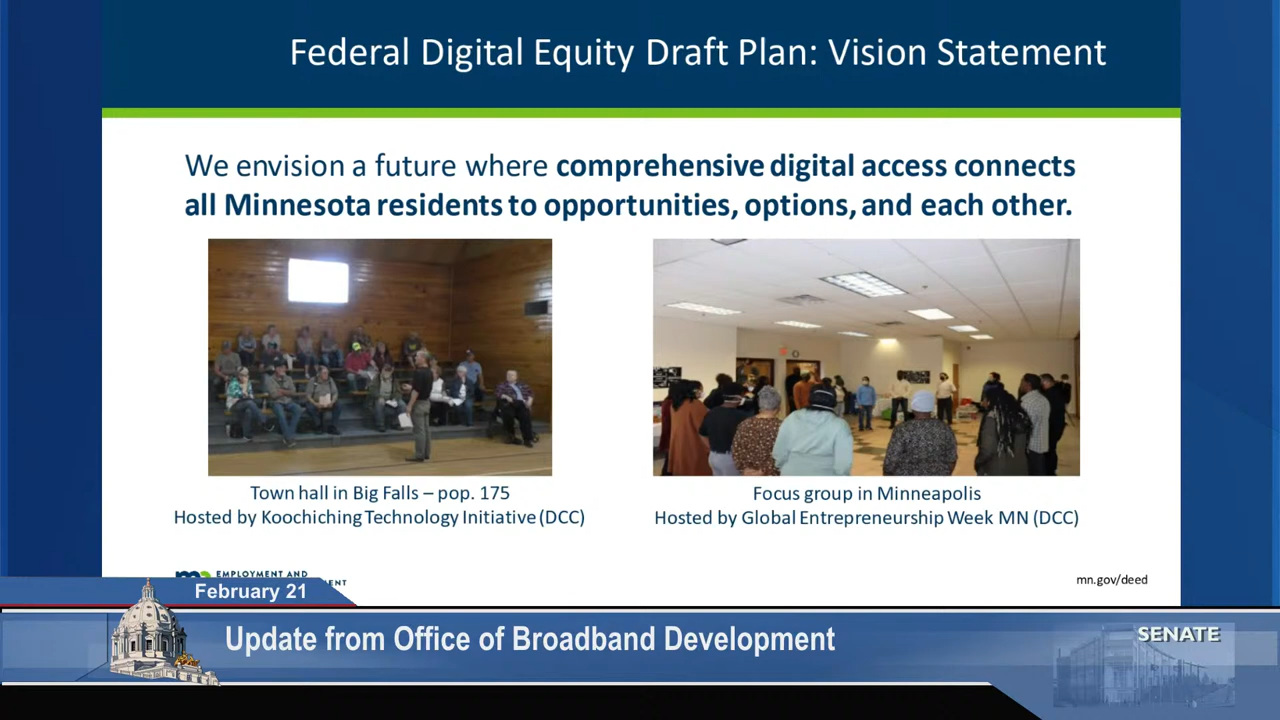 Federal Digital Equity Draft Plan: Vision Statement
We envision a future where comprehensive digital access connects
all Minnesota residents to opportunities, options, and each other.
Town hall in Big Falls – pop. 175
Hosted by Koochiching Technology Initiative (DCC)
Focus group in Minneapolis
Hosted by Global Entrepreneurship Week MN (DCC)
EMPLOYMENT AND
mn.gov/deed
February 21
Update from Office of Broadband Development
SENATE